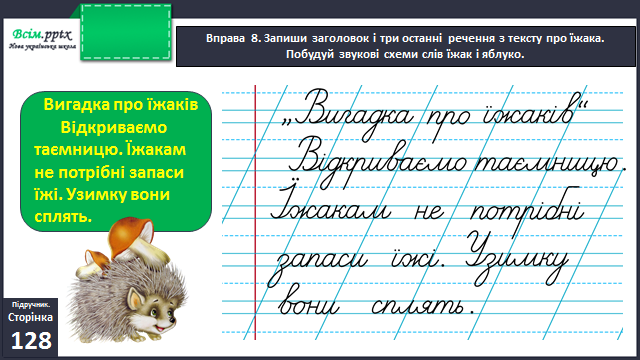 Всім.pptx
Нова українська школа
Вправа 8. Запиши заголовок і три останні речення з тексту про їжака.
Побудуй звукові схеми слів їжак і яблуко.
Вигадка про їжаків
Відкриваємо
таємницю. Їжакам
не потрібні запаси
їжі. Узимку вони
сплять.
„Вигадка про їжаків“
Відкриваємо таємницю.
Їжакам не потрібні
запаси їжі. Узимку
вони сплять.
Підручник.
Сторінка
128